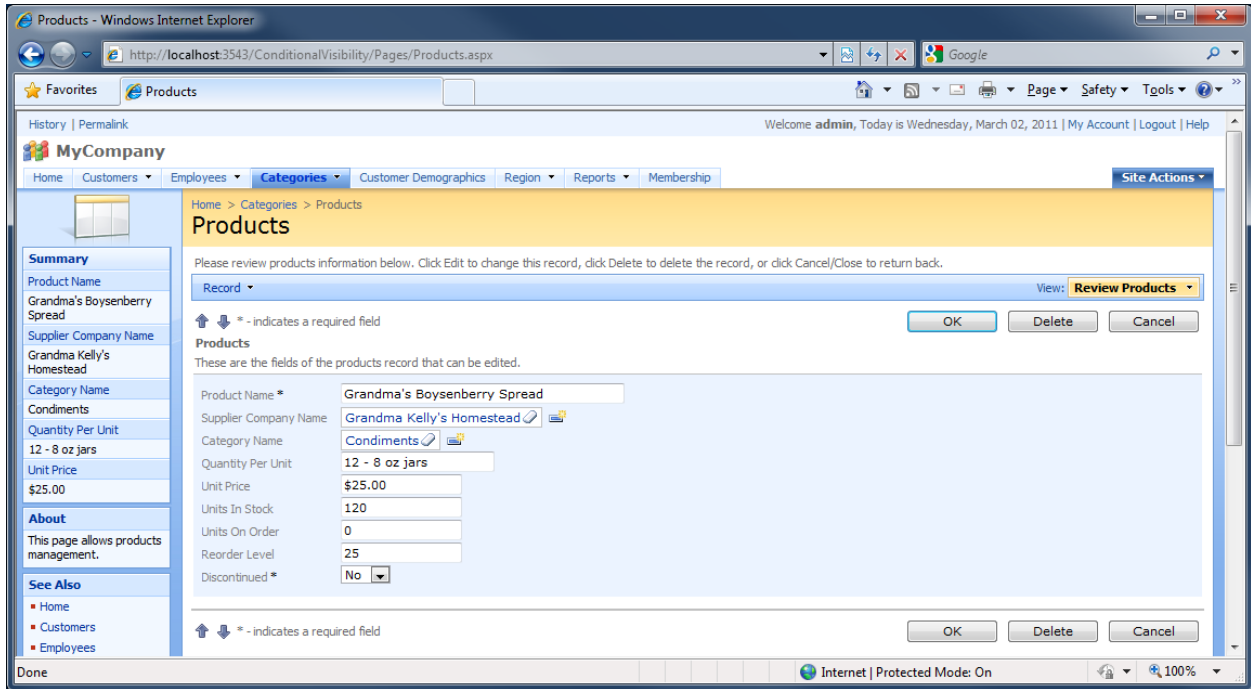 Products - Windows Internet Explorer
http://localhost:3543/ConditionalVisibility/Pages/Products.aspx
Google
Favorites
Products
Page
Safety
Tools
History | Permalink
Welcome admin, Today is Wednesday, March 02, 2011 | My Account | Logout | Help
MyCompany
Home Customers Employees Categories Customer Demographics Region Reports Membership
Site Actions
Summary
Product Name
Grandma's Boysenberry
Spread
Supplier Company Name
Grandma Kelly's
Homestead
Category Name
Condiments
Quantity Per Unit
12 - 8 oz jars
Unit Price
$25.00
About
This page allows products
management.
See Also
Home
Customers
Employees
Home > Categories > Products
Products
Please review products information below. Click Edit to change this record, click Delete to delete the record, or click Cancel/Close to return back.
Record
View: Review Products
* - indicates a required field
OK Delete Cancel
Products
These are the fields of the products record that can be edited.
Product Name * Grandma's Boysenberry Spread
Supplier Company Name Grandma Kelly's Homestead
Category Name Condiments
Quantity Per Unit 12 - 8 oz jars
Unit Price $25.00
Units In Stock 120
Units On Order 0
Reorder Level 25
Discontinued * No
* - indicates a required field
OK Delete Cancel
Done
Internet | Protected Mode: On
100%